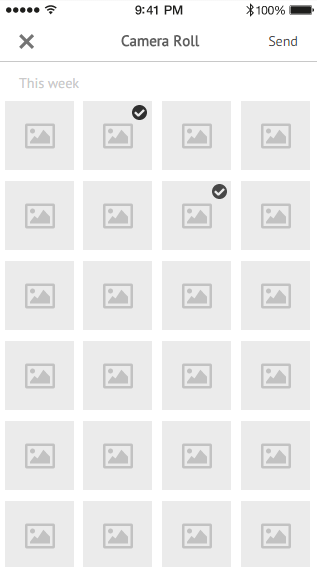 9:41 PM 100%
Camera Roll Send
This week